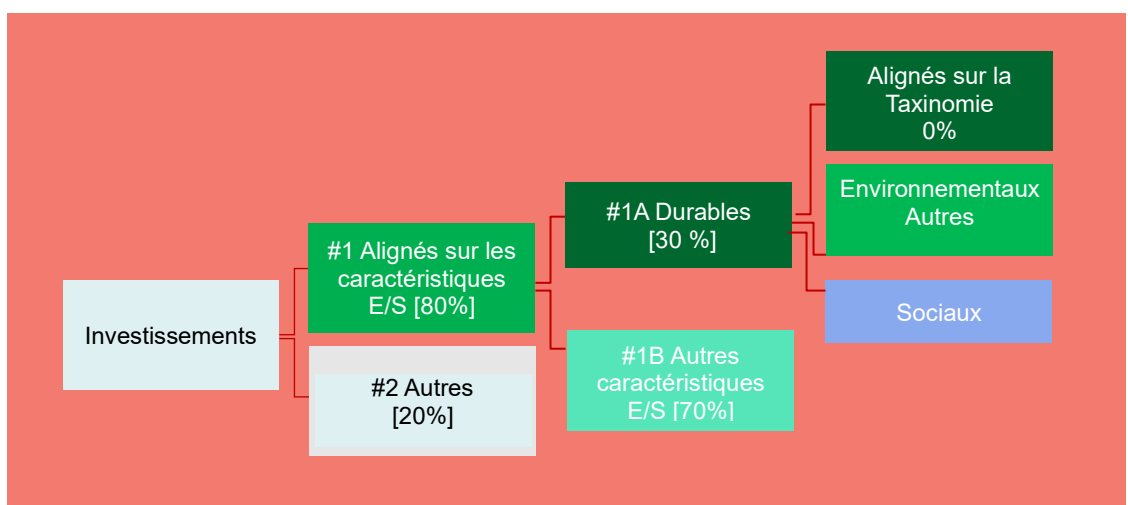 Investissements
#1 Alignés sur les
caractéristiques
E/S [80%]
#2 Autres
[20%]
#1A Durables
[30 %]
#1B Autres
caractéristiques
E/S [70%]
Alignés sur la
Taxinomie
0%
Environnementaux
Autres
Sociaux